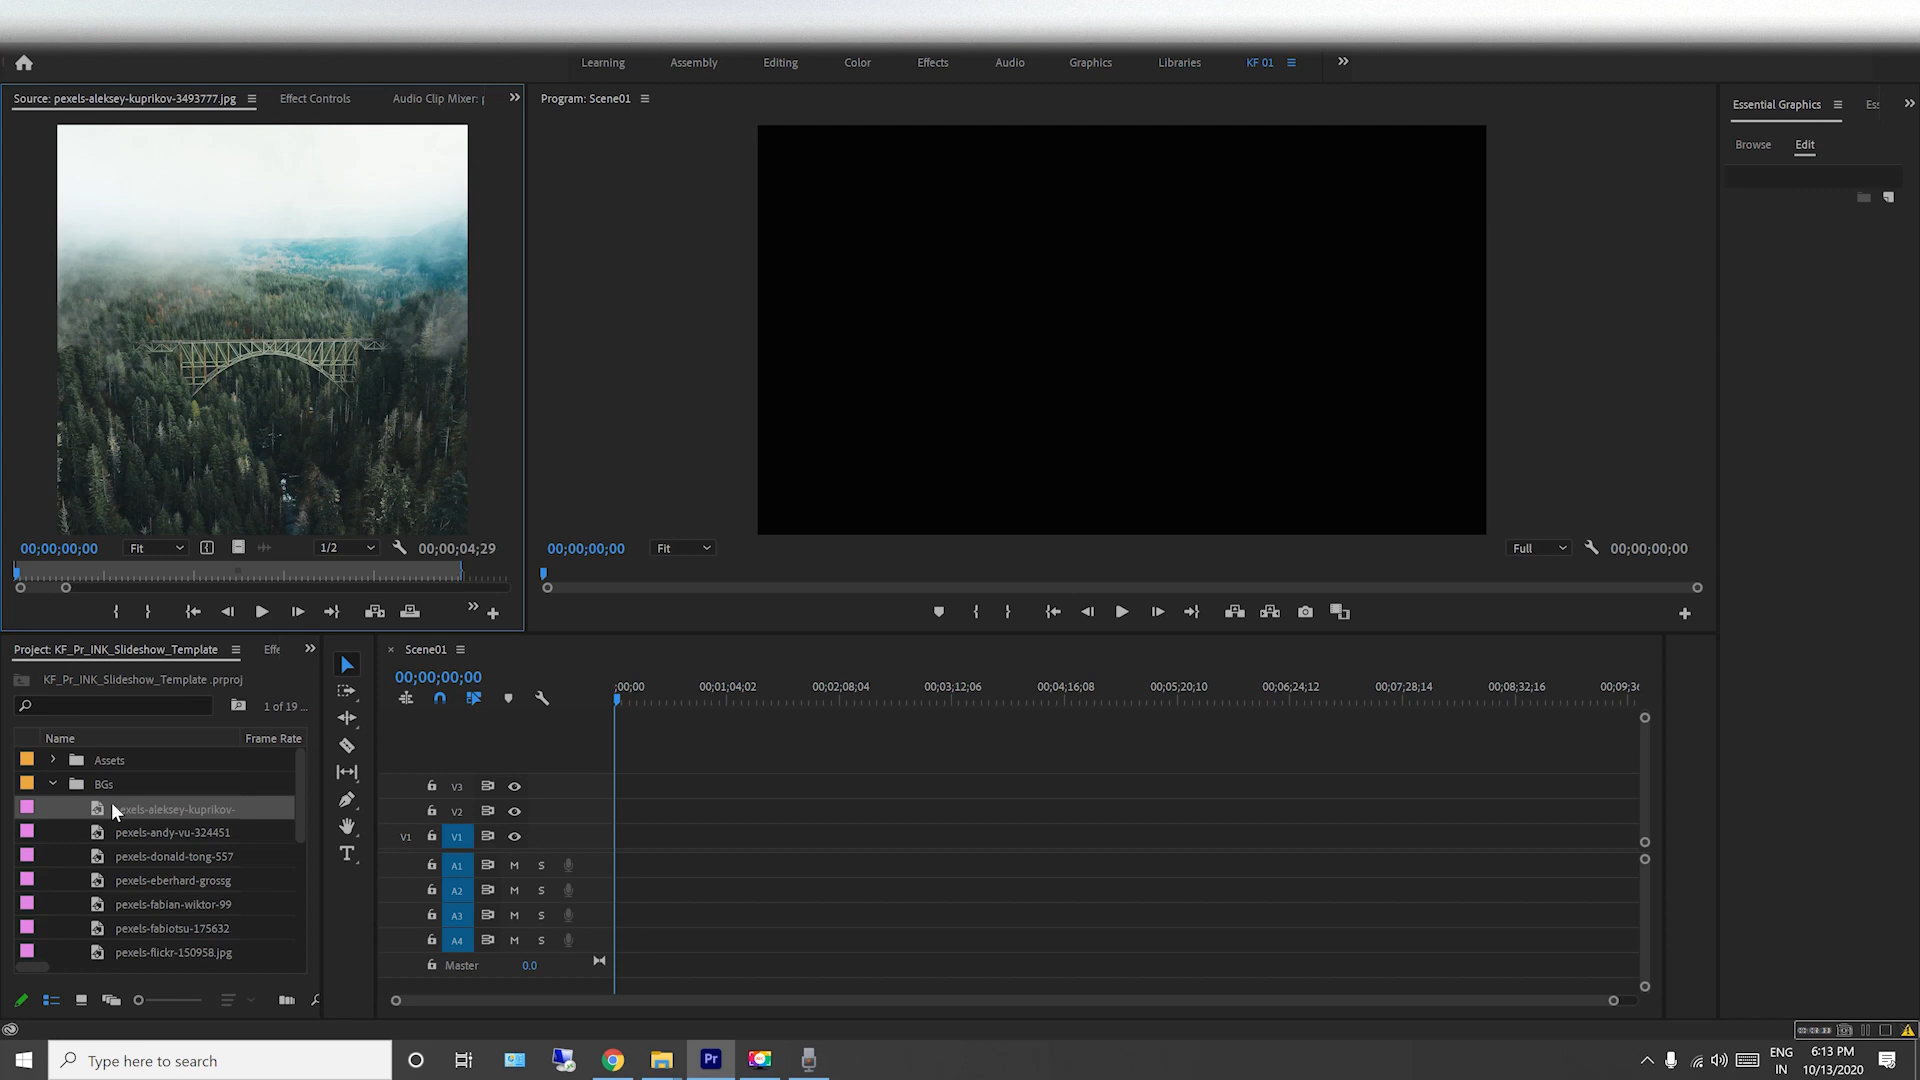 Learning Assembly Editing Color Effects Audio Graphics Libraries KF 01
Source: pexels-aleksey-kuprikov-3493777.jpg Effect Controls Audio Clip Mixer:
Program: Scene01
Essential Graphics
Browse Edit
00;00;00;00 Fit 1/2 00;00;04;29
00;00;00;00 Fit Full 00;00;00;00
Project: KF_Pr_INK_Slideshow_Template
KF_Pr_INK_Slideshow_Template .prproj
1 of 19 ...
Name Frame Rate
Assets
BGs
pexels-aleksey-kuprikov-
pexels-andy-vu-324451
pexels-donald-tong-557
pexels-eberhard-grossg
pexels-fabian-wiktor-99
pexels-fabiotsu-175632
pexels-flickr-150958.jpg
Scene01
00;00;00;00
;00;00 00;01;04;02 00;02;08;04 00;03;12;06 00;04;16;08 00;05;20;10 00;06;24;12 00;07;28;14 00;08;32;16
V3
V2
V1 V1
A1 M S
A2 M S
A3 M S
A4 M S
Master 0.0
Type here to search
Pr
ENG
IN
6:13 PM
10/13/2020